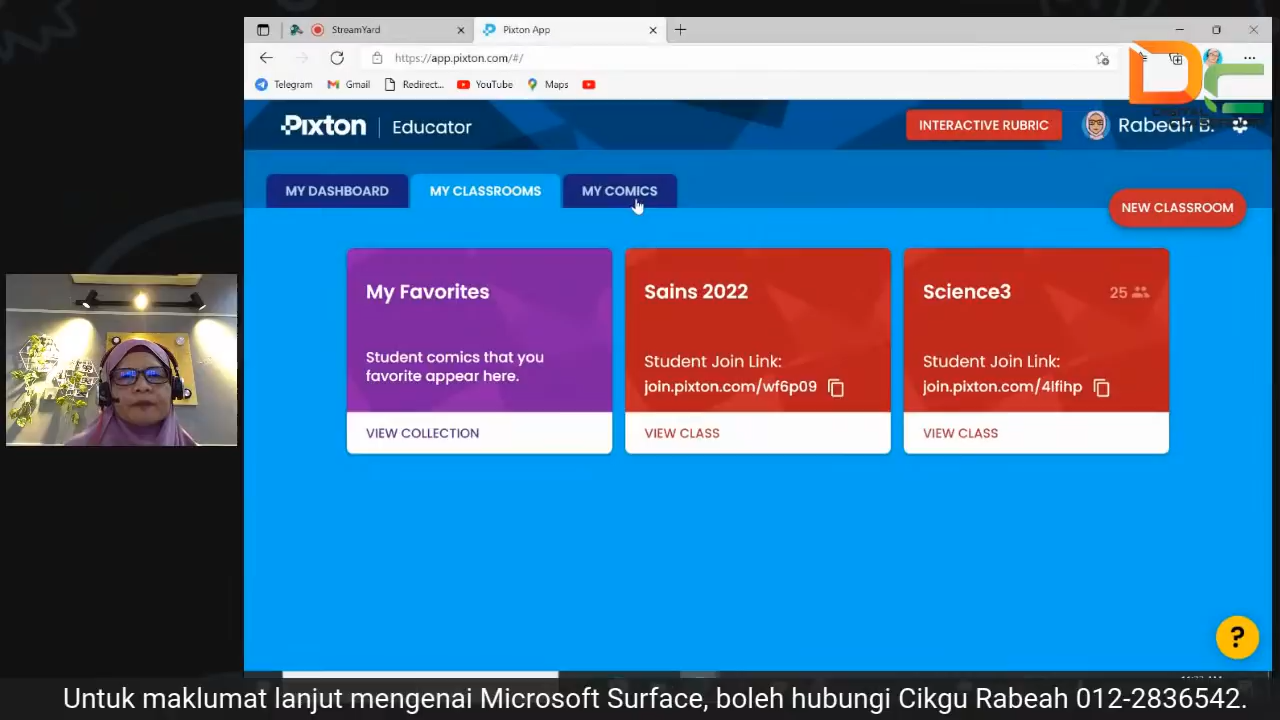 StreamYard
Pixton App
https://app.pixton.com/#/
Telegram
Gmail
Redirect...
YouTube
Maps
Pixton | Educator
INTERACTIVE RUBRIC
Rabeah B.
MY DASHBOARD
MY CLASSROOMS
MY COMICS
NEW CLASSROOM
My Favorites
Student comics that you
favorite appear here.
VIEW COLLECTION
Sains 2022
Student Join Link:
join.pixton.com/wf6p09
VIEW CLASS
Science3
25
Student Join Link:
join.pixton.com/4lfihp
VIEW CLASS
?
Untuk maklumat lanjut mengenai Microsoft Surface, boleh hubungi Cikgu Rabeah 012-2836542.